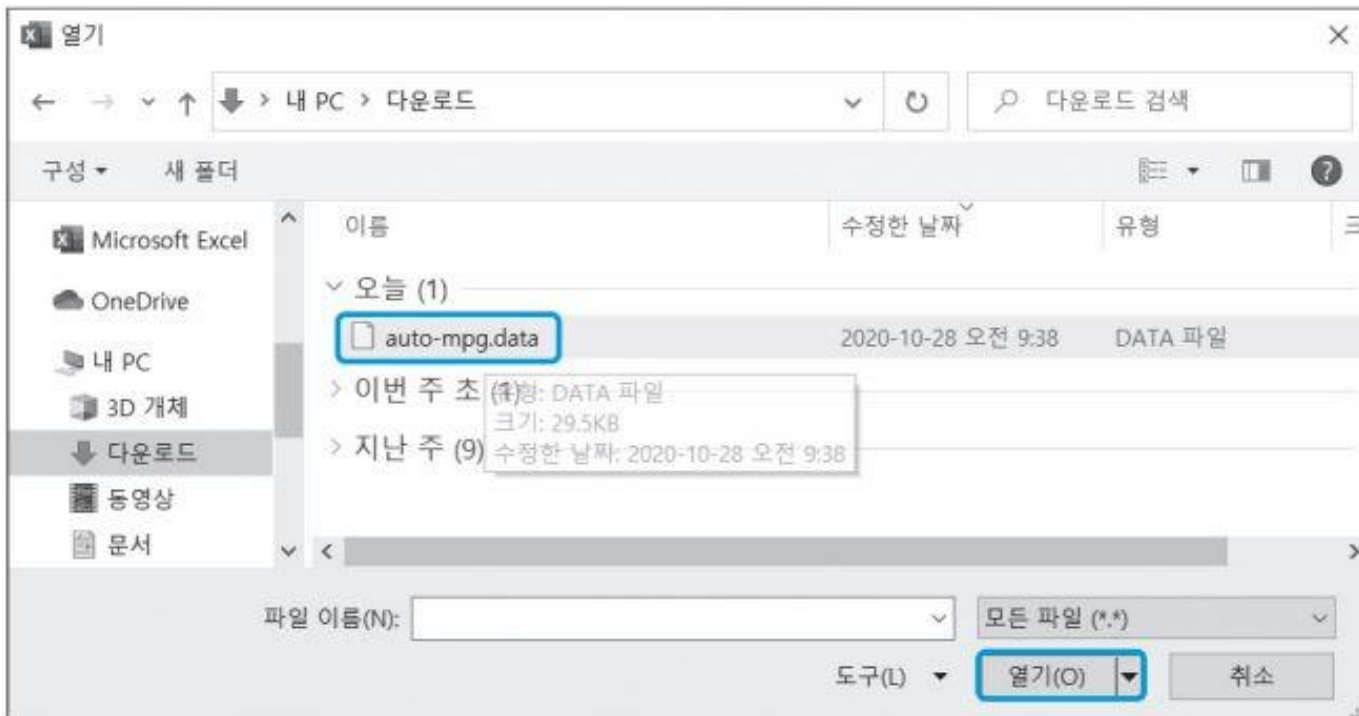 열기
내 PC > 다운로드
다운로드 검색
구성
새 폴더
이름
수정한 날짜
유형
Microsoft Excel
OneDrive
내 PC
3D 개체
다운로드
동영상
문서
오늘 (1)
auto-mpg.data
2020-10-28 오전 9:38
DATA 파일
이번 주 초 (1)
유형: DATA 파일
크기: 29.5KB
수정한 날짜: 2020-10-28 오전 9:38
지난 주 (9)
파일 이름(N):
모든 파일 (*.*)
도구(L)
열기(O)
취소